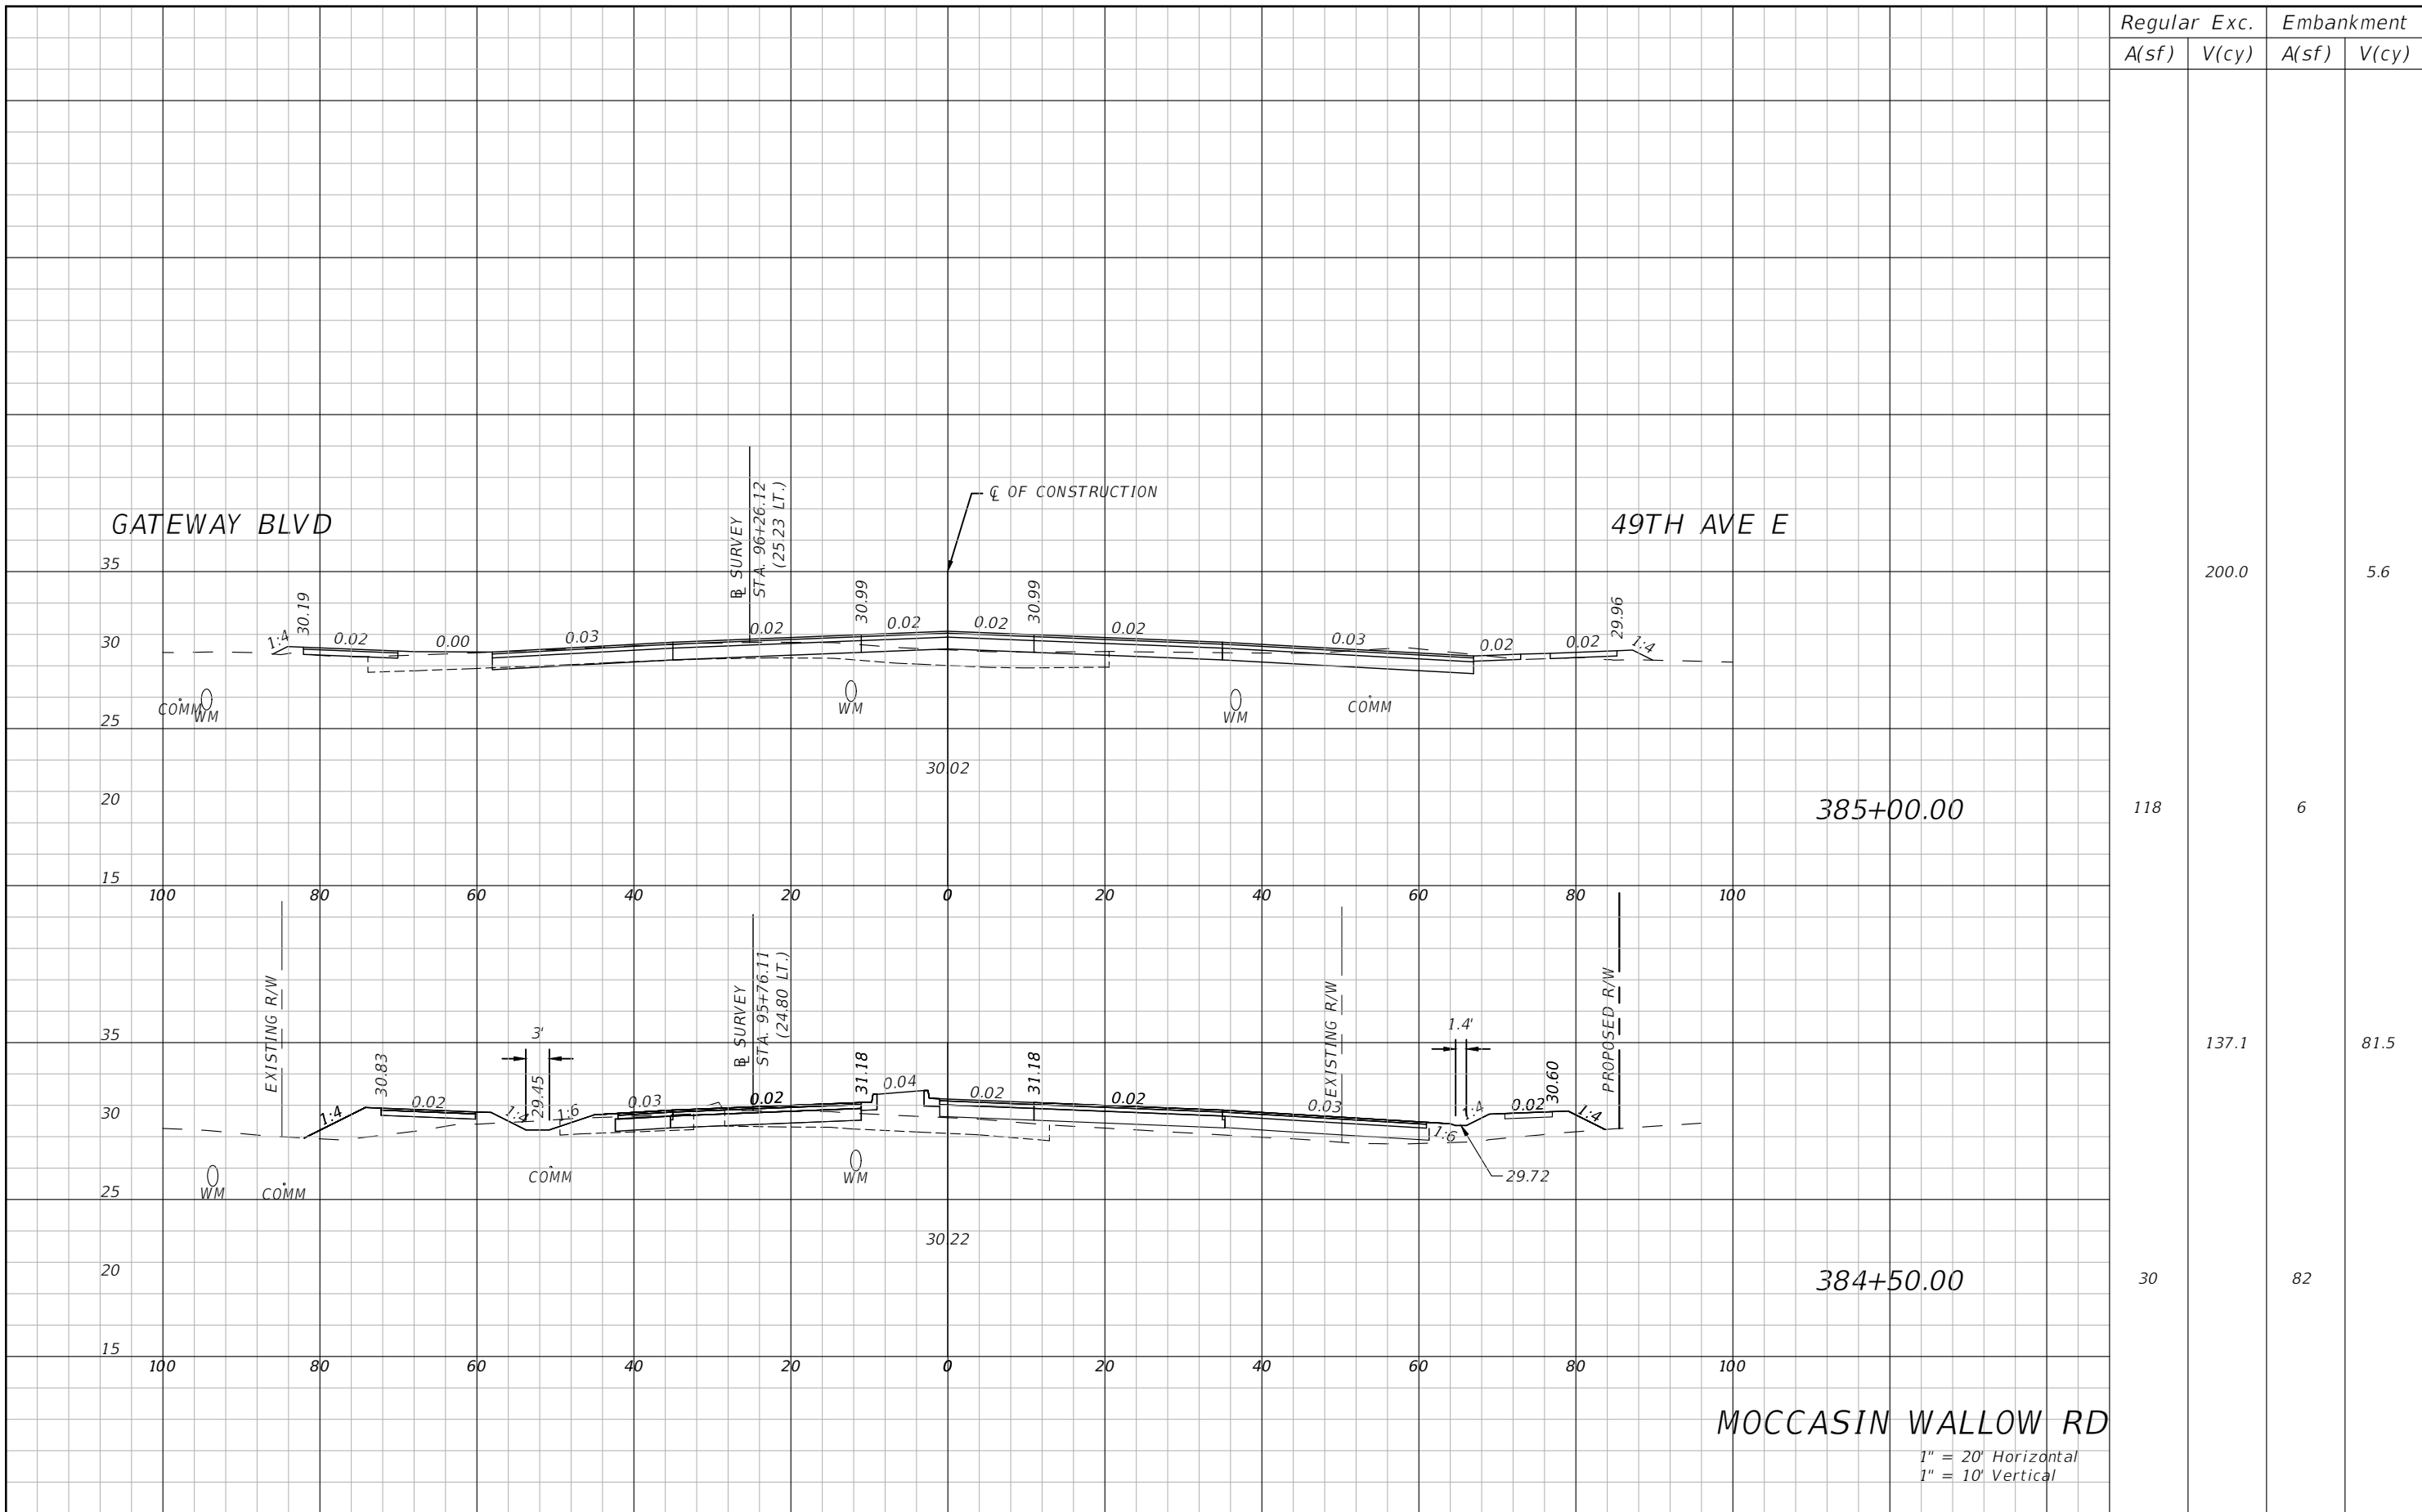 Regular Exc. Embankment
A(sf) V(cy) A(sf) V(cy)
℄ OF CONSTRUCTION
GATEWAY BLVD
49TH AVE E
B̲L SURVEY
STA. 96+26.12
(25.23 LT.)
35
200.0 5.6
30.19 30.99 30.99 29.96
30
1:4 0.02 0.00 0.03 0.02 0.02 0.02 0.02 0.03 0.02 0.02 1:4
COMM WM WM WM COMM
25
30.02
20
385+00.00 118 6
15
100 80 60 40 20 0 20 40 60 80 100
EXISTING R/W
B̲L SURVEY
STA. 95+76.11
(24.80 LT.)
EXISTING R/W
PROPOSED R/W
35
3' 1.4'
137.1 81.5
30.83 29.45 31.18 31.18 30.60
30
1:4 0.02 1:4 1:6 0.03 0.02 0.04 0.02 0.02 0.03 1:6 1:4 0.02 1:4
29.72
WM COMM COMM WM
25
30.22
20
384+50.00 30 82
15
100 80 60 40 20 0 20 40 60 80 100
MOCCASIN WALLOW RD
1" = 20' Horizontal
1" = 10' Vertical